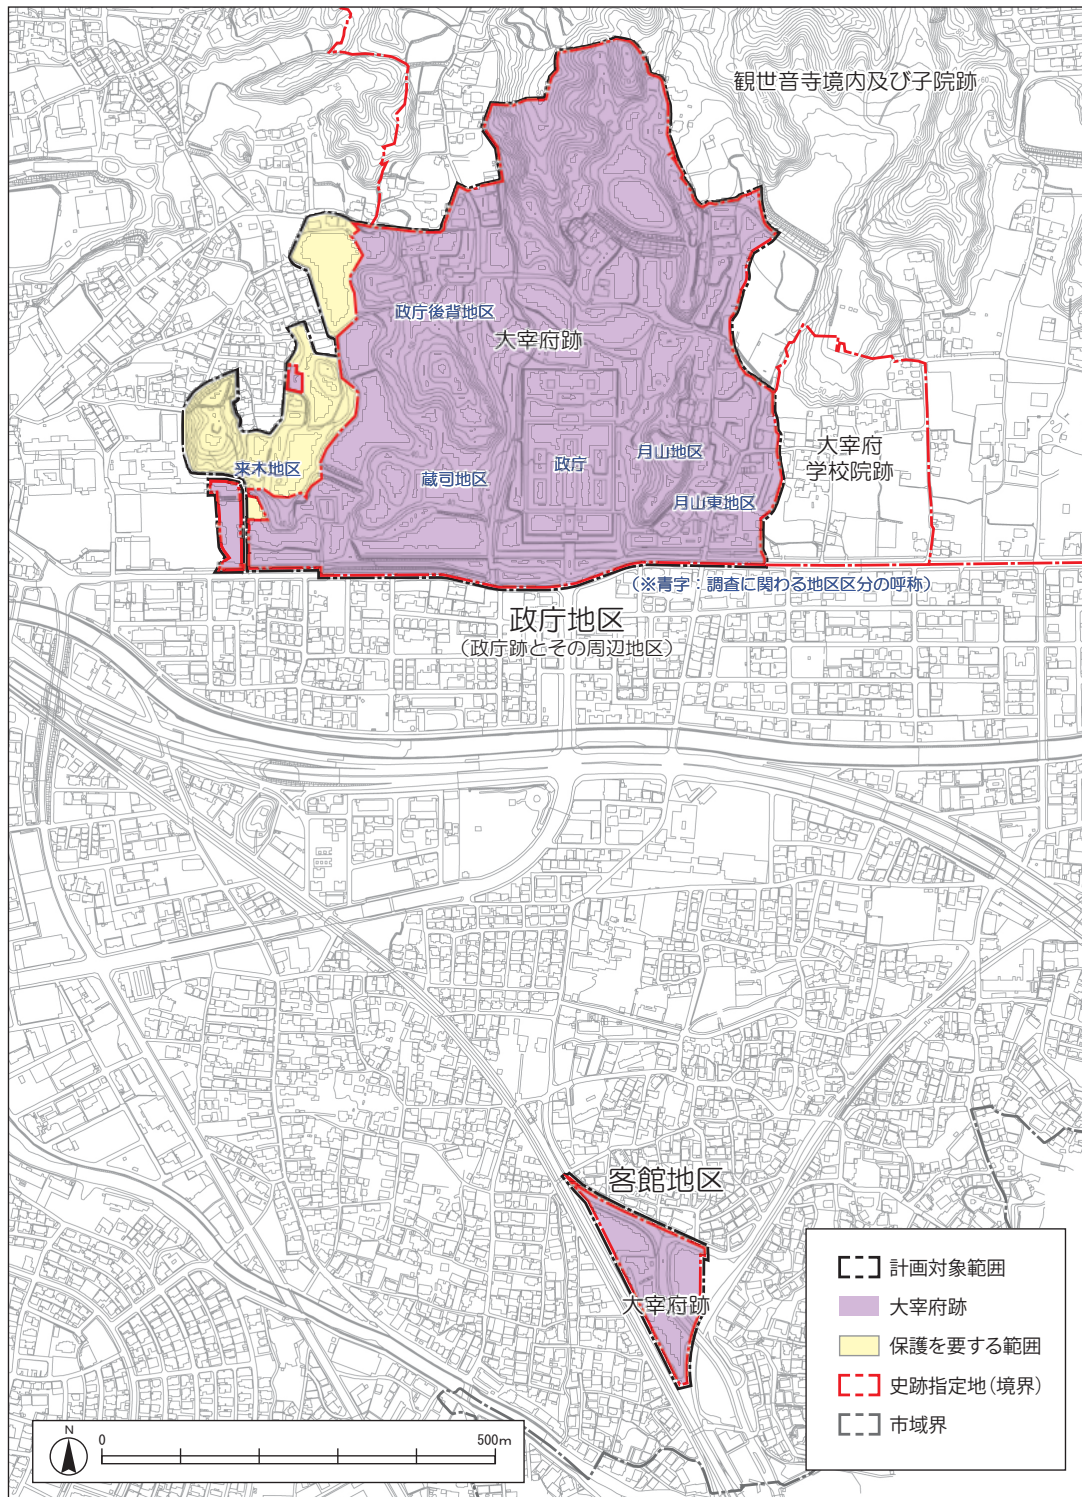 観世音寺境内及び子院跡
政庁後背地区
大宰府跡
大宰府
学校院跡
来木地区
蔵司地区
政庁
月山地区
月山東地区
（※青字：調査に関わる地区区分の呼称）
政庁地区
（政庁跡とその周辺地区）
客館地区
大宰府跡
計画対象範囲
大宰府跡
保護を要する範囲
史跡指定地（境界）
市域界
N
0
500m